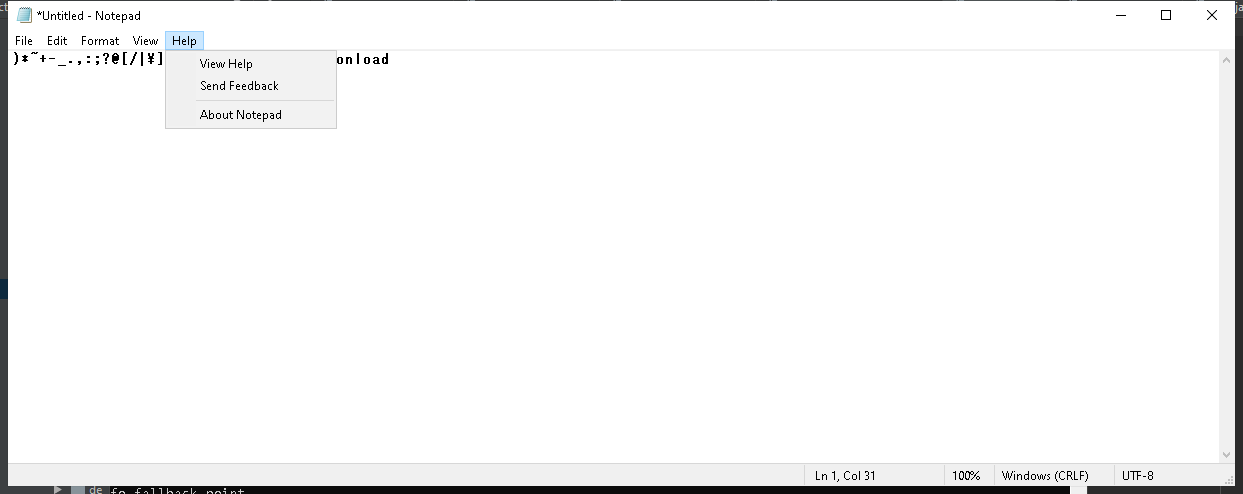 *Untitled - Notepad
File Edit Format View Help
)*~+-_.,:;?@[/|¥] onload
View Help
Send Feedback
About Notepad
Ln 1, Col 31 100% Windows (CRLF) UTF-8
de fo fallback point